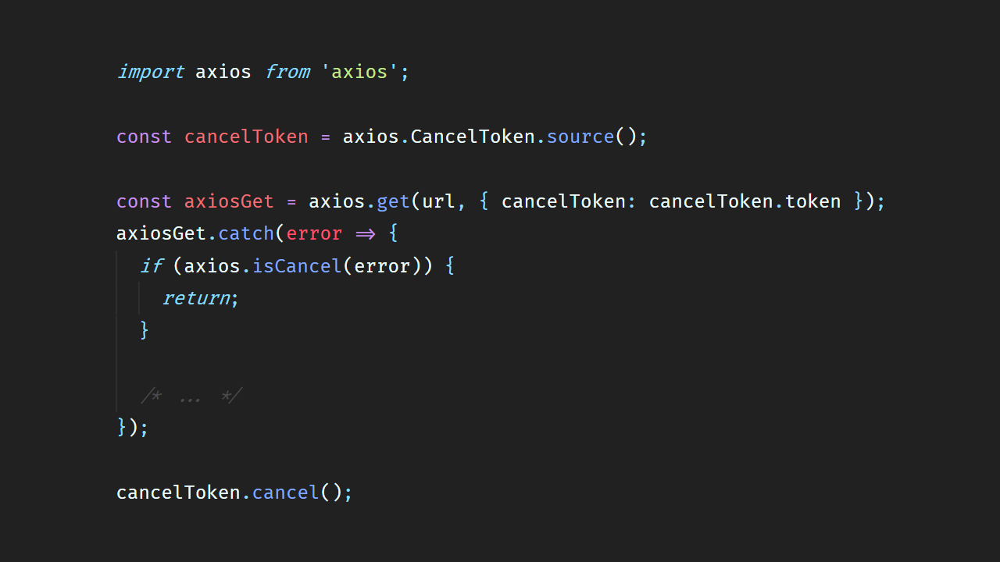 import axios from 'axios';
const cancelToken = axios.CancelToken.source();
const axiosGet = axios.get(url, { cancelToken: cancelToken.token });
axiosGet.catch(error => {
  if (axios.isCancel(error)) {
    return;
  }
  /* ... */
});
cancelToken.cancel();